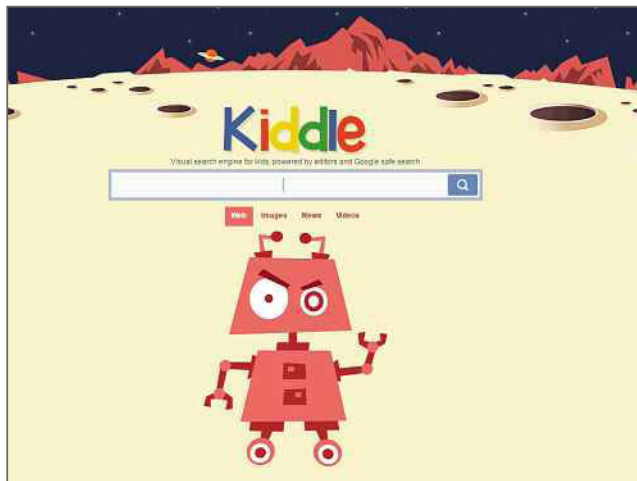 Kiddle
Visual search engine for kids, powered by editors and Google safe search
Web Images News Videos